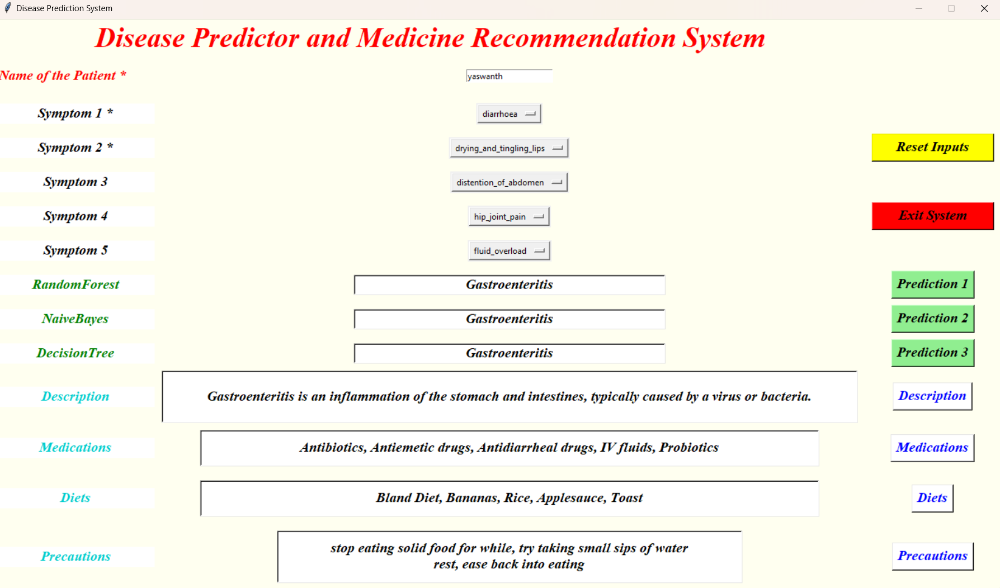 Disease Prediction System
Disease Predictor and Medicine Recommendation System
Name of the Patient * yaswanth
Symptom 1 * diarrhoea
Symptom 2 * drying_and_tingling_lips Reset Inputs
Symptom 3 distention_of_abdomen
Symptom 4 hip_joint_pain Exit System
Symptom 5 fluid_overload
RandomForest Gastroenteritis Prediction 1
NaiveBayes Gastroenteritis Prediction 2
DecisionTree Gastroenteritis Prediction 3
Description Gastroenteritis is an inflammation of the stomach and intestines, typically caused by a virus or bacteria. Description
Medications Antibiotics, Antiemetic drugs, Antidiarrheal drugs, IV fluids, Probiotics Medications
Diets Bland Diet, Bananas, Rice, Applesauce, Toast Diets
Precautions stop eating solid food for while, try taking small sips of water
rest, ease back into eating Precautions